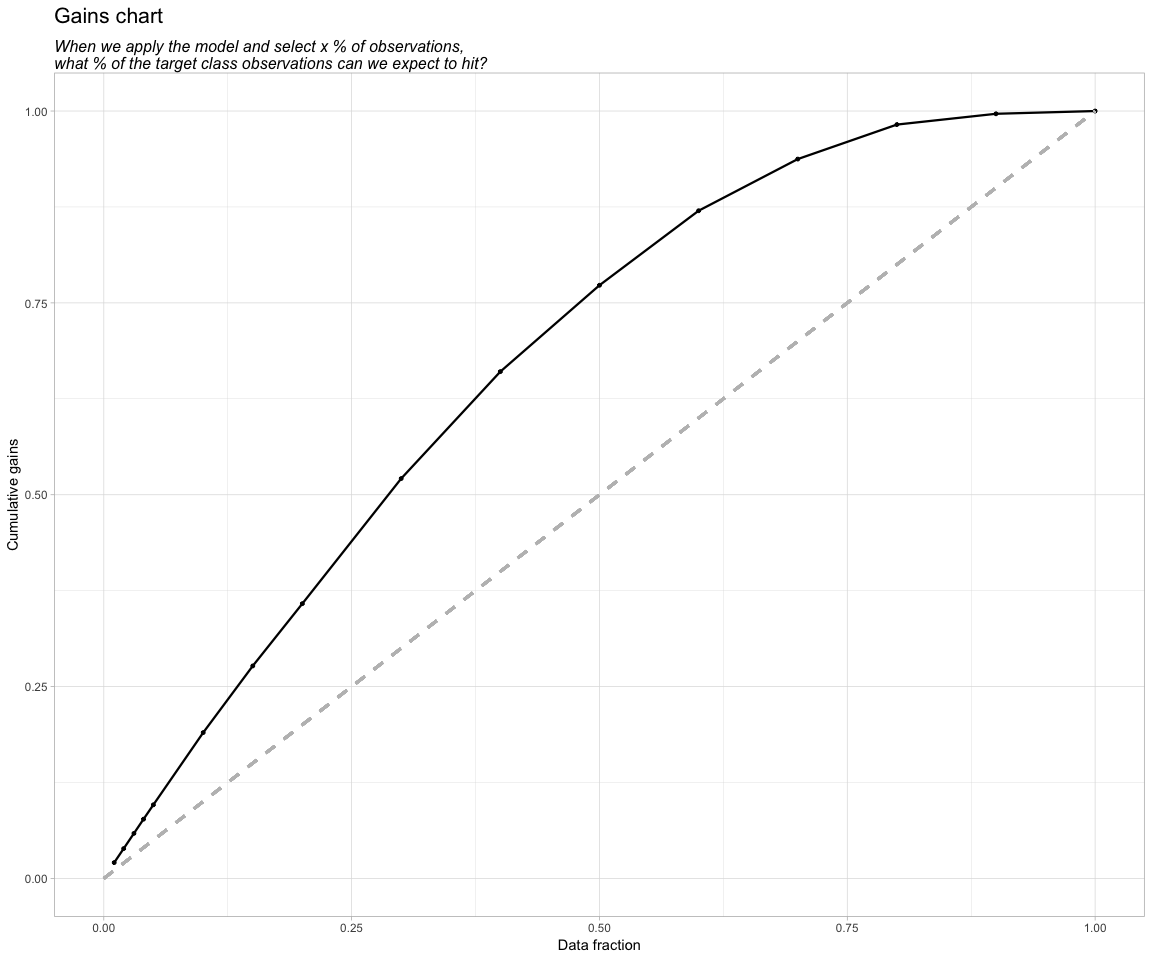 Gains chart
When we apply the model and select x % of observations,
what % of the target class observations can we expect to hit?
1.00
0.75
0.50
0.25
0.00
Cumulative gains
0.00 0.25 0.50 0.75 1.00
Data fraction